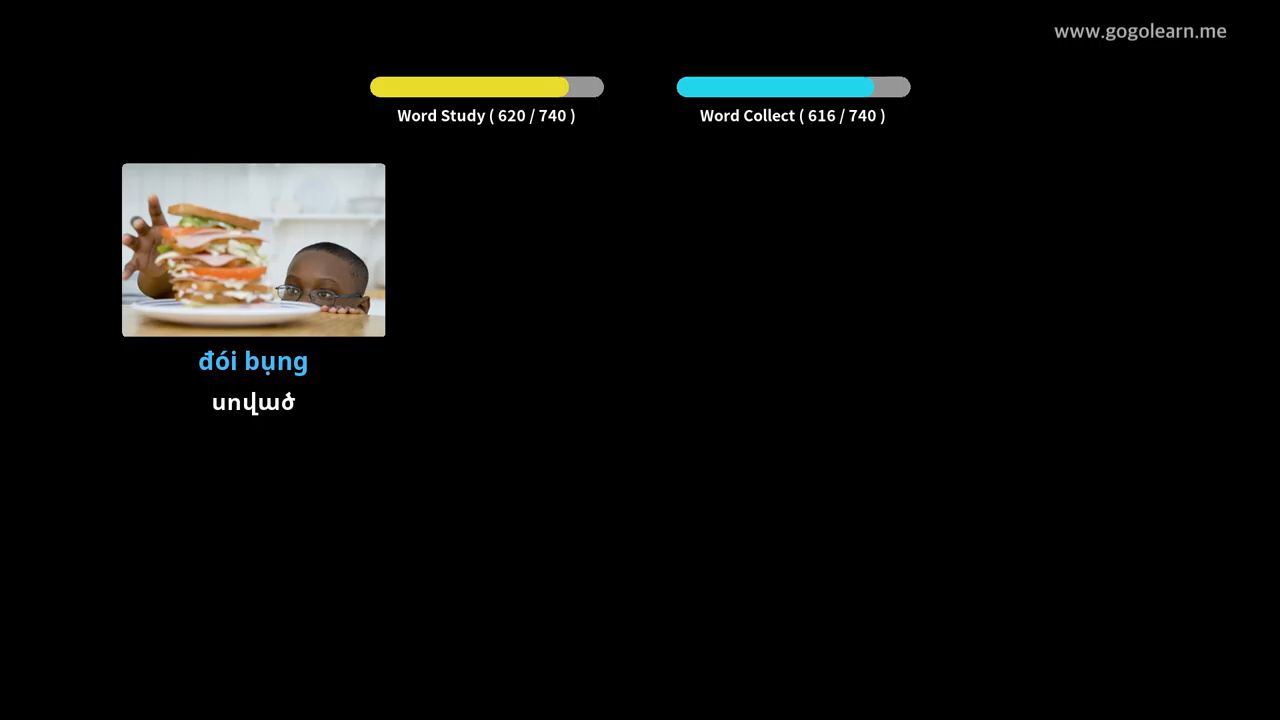 www.gogolearn.me
Word Study ( 620 / 740 )
Word Collect ( 616 / 740 )
đói bụng
սոված